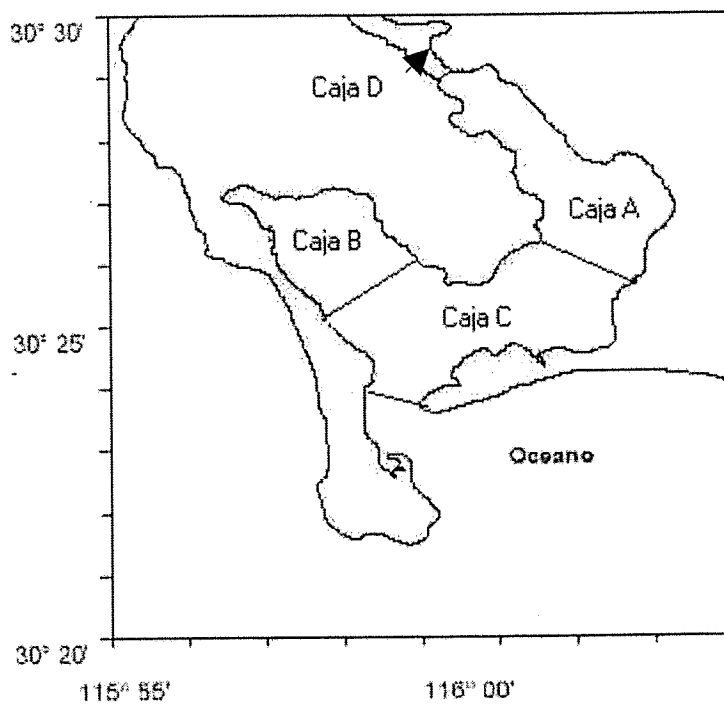 30° 30'
Caja D
Caja A
Caja B
Caja C
30° 25'
Oceano
30° 20'
115° 55'
116° 00'